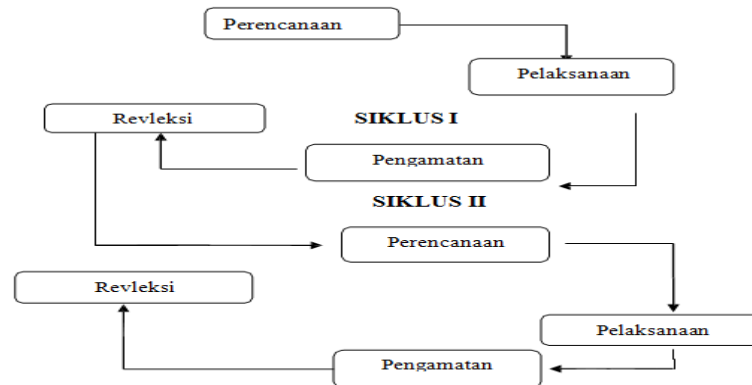 Perencanaan
Pelaksanaan
Revleksi
SIKLUS I
Pengamatan
SIKLUS II
Perencanaan
Revleksi
Pelaksanaan
Pengamatan